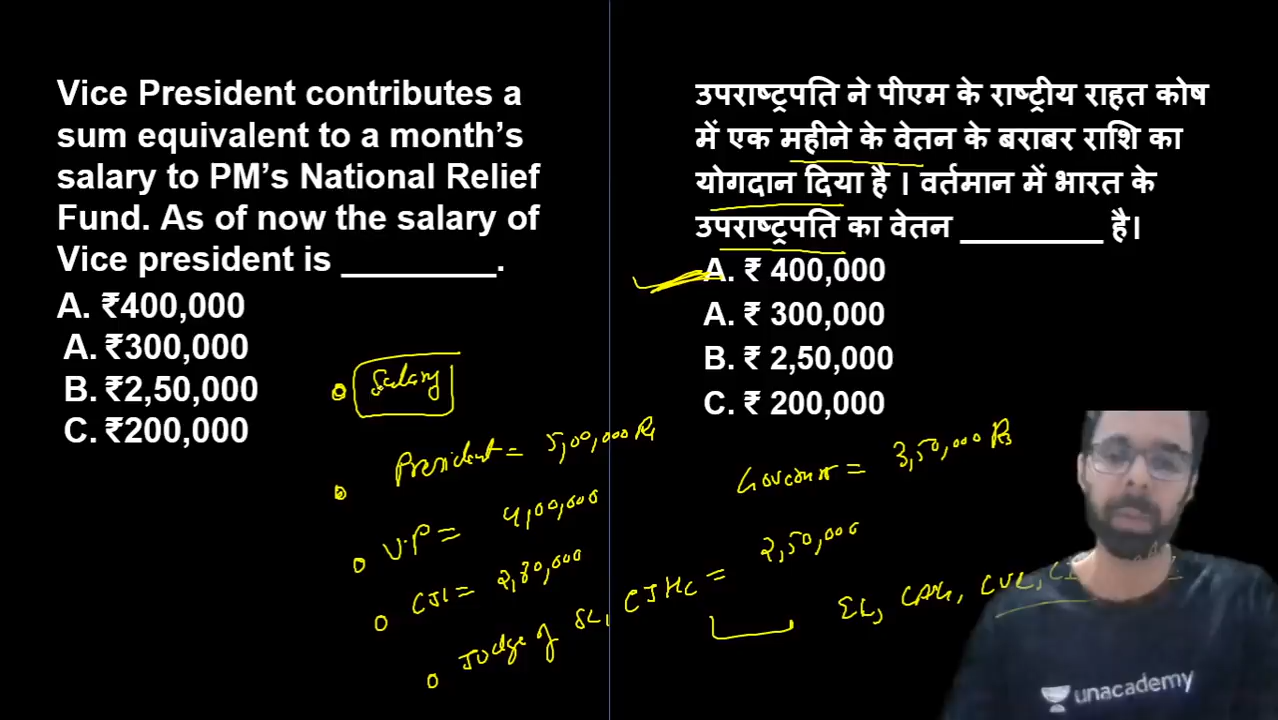 Vice President contributes a
sum equivalent to a month's
salary to PM's National Relief
Fund. As of now the salary of
Vice president is ________.
A. ₹400,000
A. ₹300,000
B. ₹2,50,000
C. ₹200,000
उपराष्ट्रपति ने पीएम के राष्ट्रीय राहत कोष
में एक महीने के वेतन के बराबर राशि का
योगदान दिया है । वर्तमान में भारत के
उपराष्ट्रपति का वेतन _________ है।
A. ₹ 400,000
A. ₹ 300,000
B. ₹ 2,50,000
C. ₹ 200,000
Salary
President = 5,00,000 Rs
V.P = 4,00,000
CJI = 2,80,000
Judge of SC, CJHC = 2,50,000
Governor = 3,50,000 Rs
EC, CAG, CVC,
unacademy